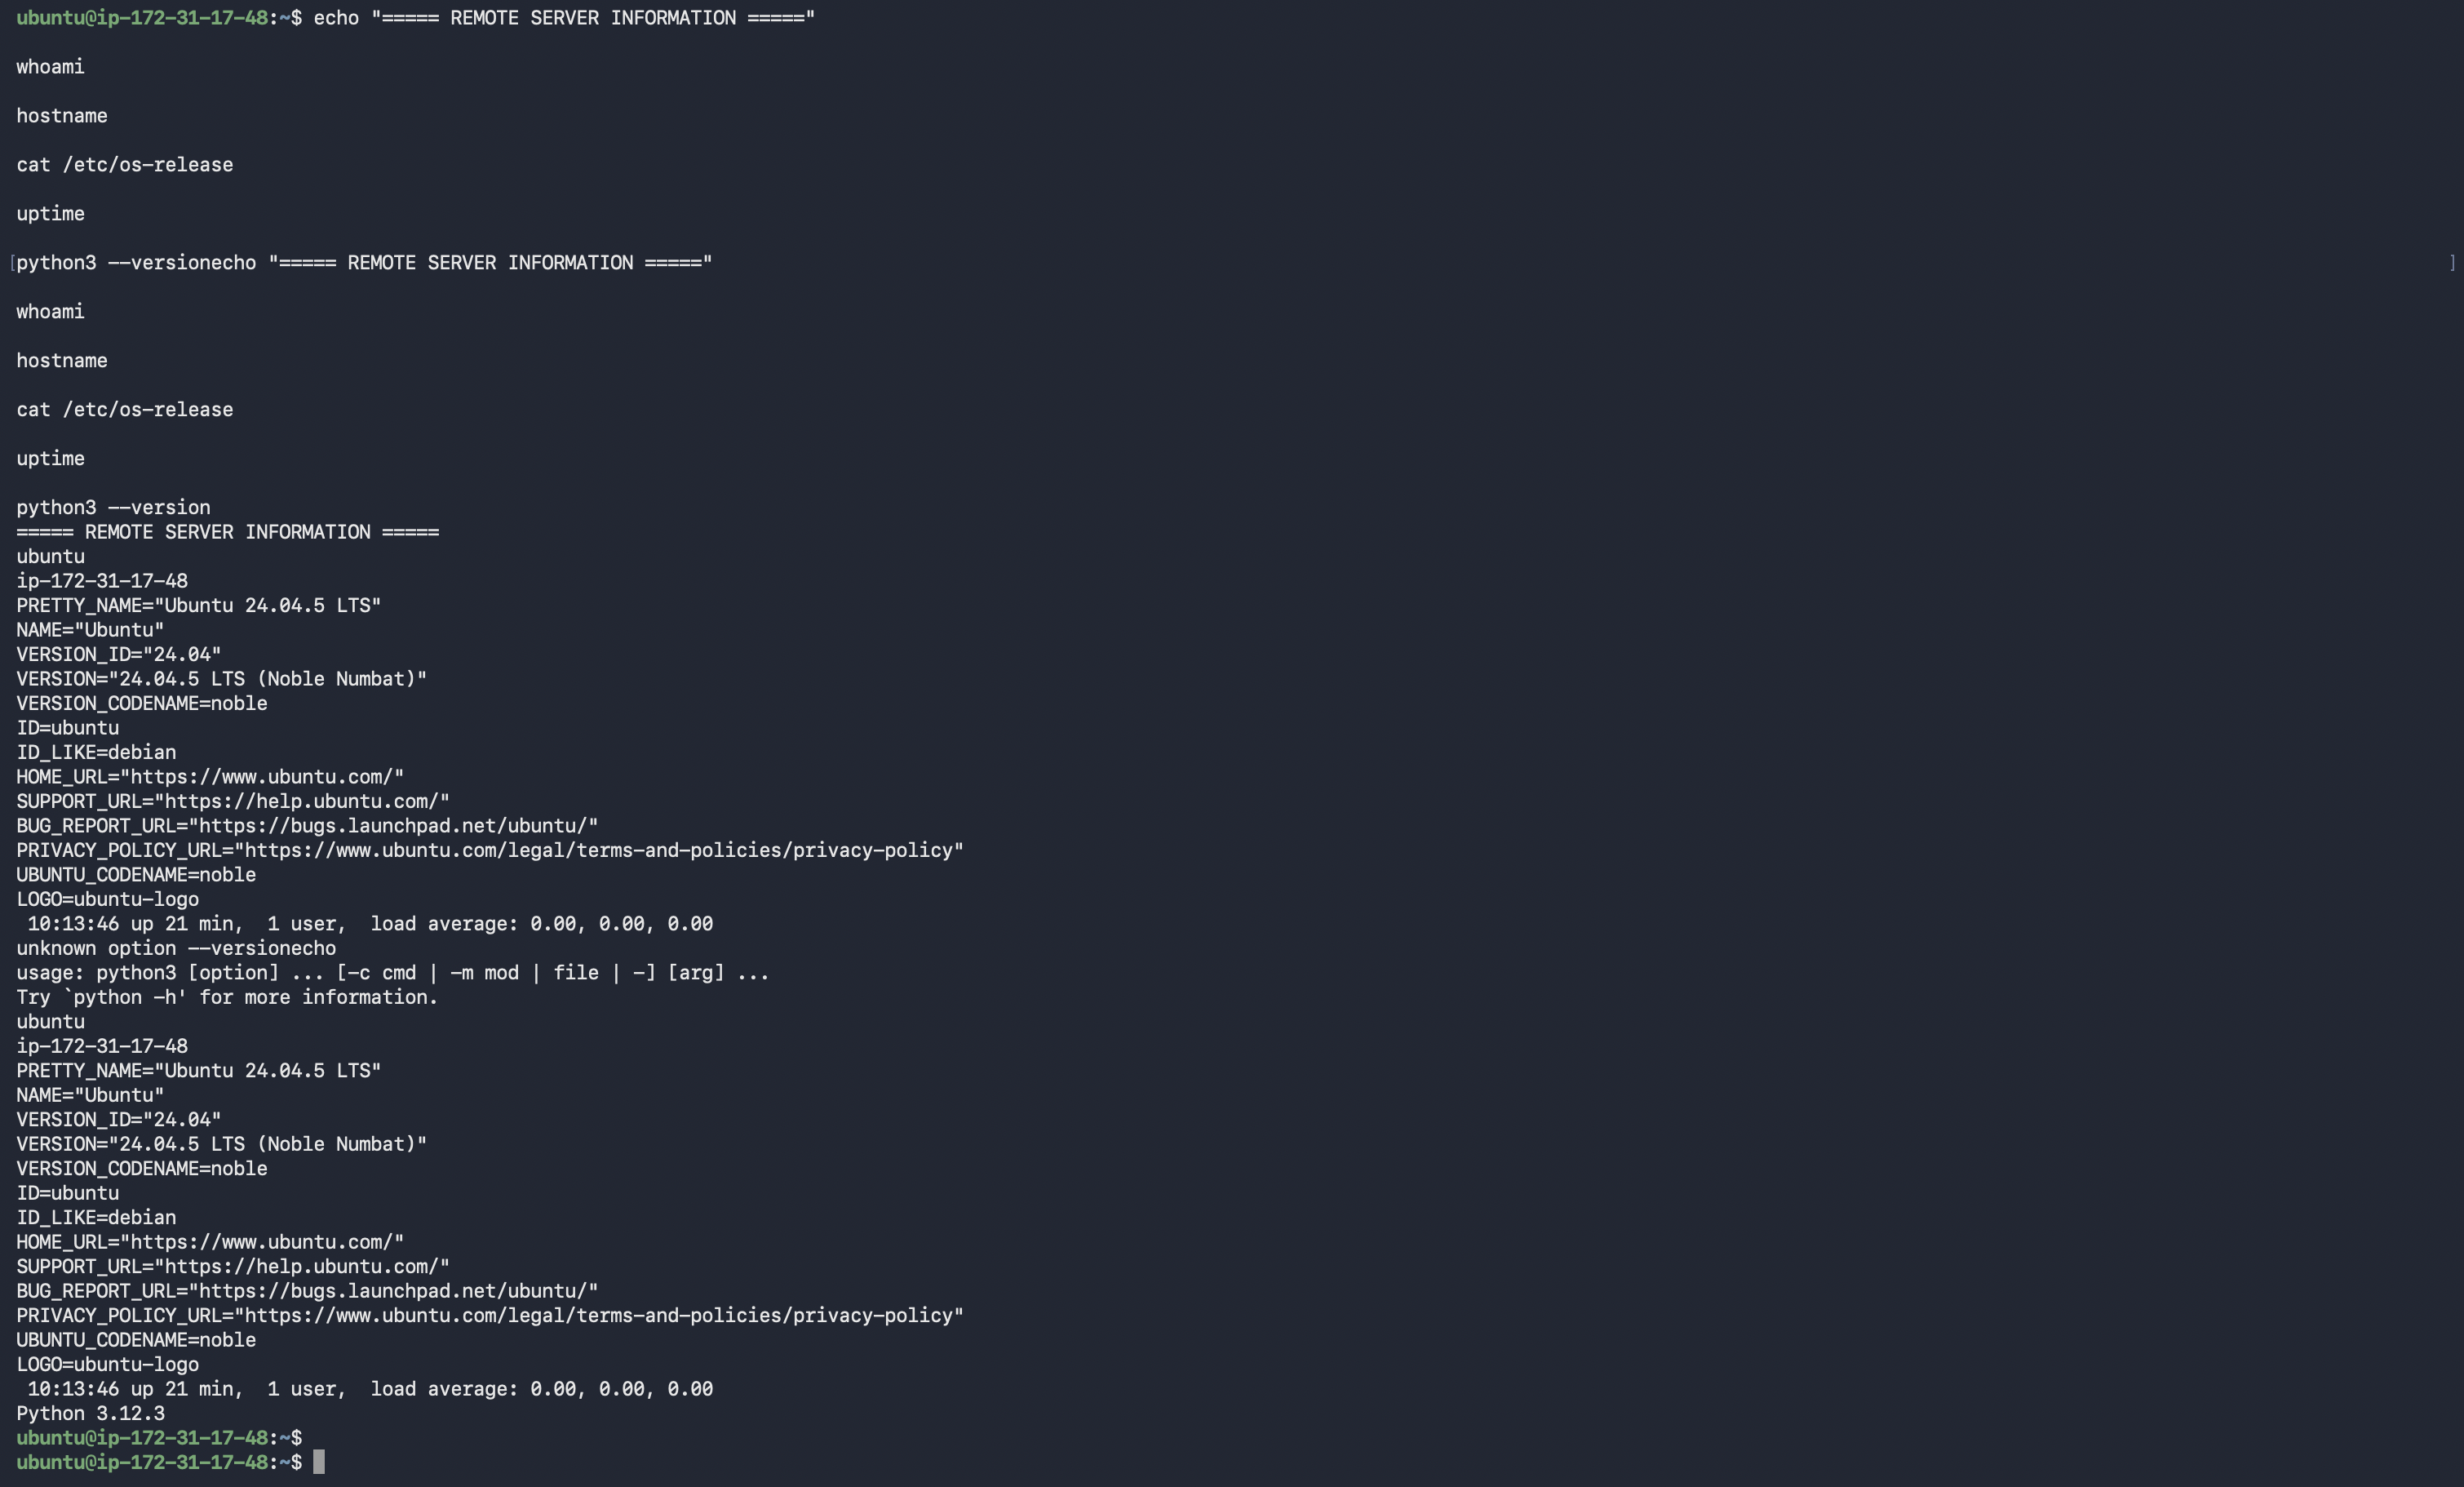 ubuntu@ip-172-31-17-48:~$ echo "===== REMOTE SERVER INFORMATION ====="
whoami
hostname
cat /etc/os-release
uptime
[python3 --versionecho "===== REMOTE SERVER INFORMATION =====" ]
whoami
hostname
cat /etc/os-release
uptime
python3 --version
===== REMOTE SERVER INFORMATION =====
ubuntu
ip-172-31-17-48
PRETTY_NAME="Ubuntu 24.04.5 LTS"
NAME="Ubuntu"
VERSION_ID="24.04"
VERSION="24.04.5 LTS (Noble Numbat)"
VERSION_CODENAME=noble
ID=ubuntu
ID_LIKE=debian
HOME_URL="https://www.ubuntu.com/"
SUPPORT_URL="https://help.ubuntu.com/"
BUG_REPORT_URL="https://bugs.launchpad.net/ubuntu/"
PRIVACY_POLICY_URL="https://www.ubuntu.com/legal/terms-and-policies/privacy-policy"
UBUNTU_CODENAME=noble
LOGO=ubuntu-logo
 10:13:46 up 21 min,  1 user,  load average: 0.00, 0.00, 0.00
unknown option --versionecho
usage: python3 [option] ... [-c cmd | -m mod | file | -] [arg] ...
Try `python -h' for more information.
ubuntu
ip-172-31-17-48
PRETTY_NAME="Ubuntu 24.04.5 LTS"
NAME="Ubuntu"
VERSION_ID="24.04"
VERSION="24.04.5 LTS (Noble Numbat)"
VERSION_CODENAME=noble
ID=ubuntu
ID_LIKE=debian
HOME_URL="https://www.ubuntu.com/"
SUPPORT_URL="https://help.ubuntu.com/"
BUG_REPORT_URL="https://bugs.launchpad.net/ubuntu/"
PRIVACY_POLICY_URL="https://www.ubuntu.com/legal/terms-and-policies/privacy-policy"
UBUNTU_CODENAME=noble
LOGO=ubuntu-logo
 10:13:46 up 21 min,  1 user,  load average: 0.00, 0.00, 0.00
Python 3.12.3
ubuntu@ip-172-31-17-48:~$
ubuntu@ip-172-31-17-48:~$